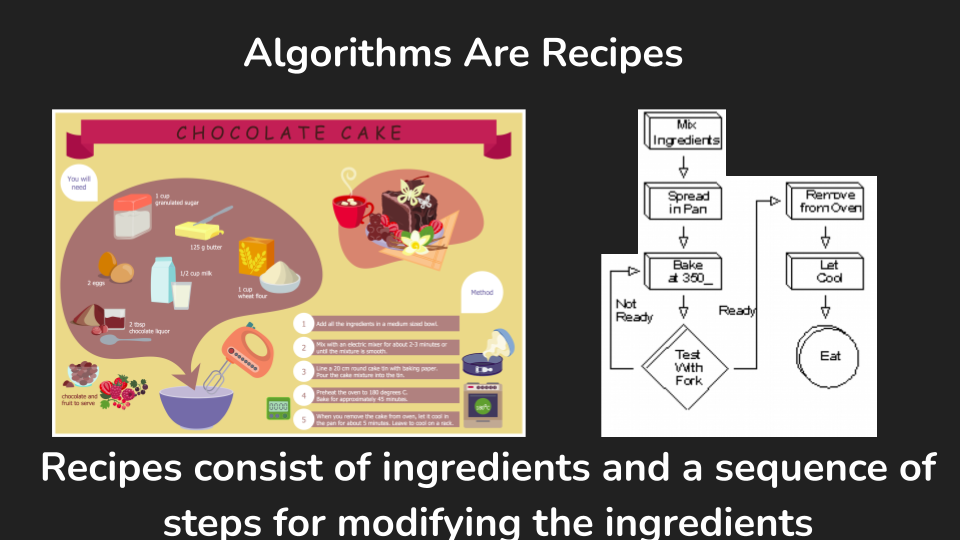 Algorithms Are Recipes
CHOCOLATE CAKE
You will
need
1 cup
granulated sugar
125 g butter
2 eggs
1/2 cup milk
1 cup
wheat flour
2 tbsp
chocolate liquor
chocolate and
fruit to serve
Method
1 Add all the ingredients in a medium sized bowl.
2 Mix with an electric mixer for about 2-3 minutes or
until the mixture is smooth.
3 Line a 20 cm round cake tin with baking paper.
Pour the cake mixture into the tin.
4 Preheat the oven to 180 degrees C.
Bake for approximately 45 minutes.
5 When you remove the cake from oven, let it cool in
the pan for about 5 minutes. Leave to cool on a rack.
Mix
Ingredients
Spread
in Pan
Bake
at 350_
Not
Ready
Ready
Test
With
Fork
Remove
from Oven
Let
Cool
Eat
Recipes consist of ingredients and a sequence of
steps for modifying the ingredients